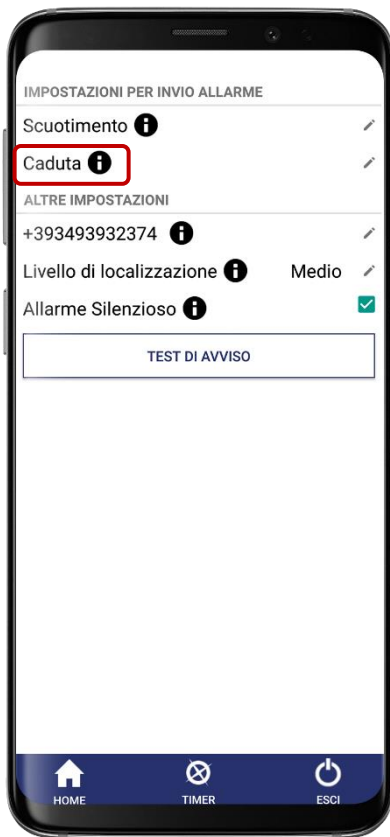 IMPOSTAZIONI PER INVIO ALLARME
Scuotimento
Caduta
ALTRE IMPOSTAZIONI
+393493932374
Livello di localizzazione Medio
Allarme Silenzioso
TEST DI AVVISO
HOME TIMER ESCI